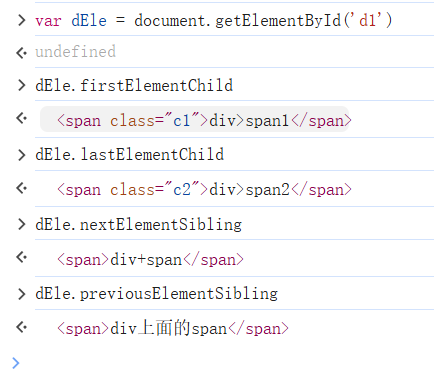 var dEle = document.getElementById('d1')
undefined
dEle.firstElementChild
<span class="c1">div>span1</span>
dEle.lastElementChild
<span class="c2">div>span2</span>
dEle.nextElementSibling
<span>div+span</span>
dEle.previousElementSibling
<span>div上面的span</span>